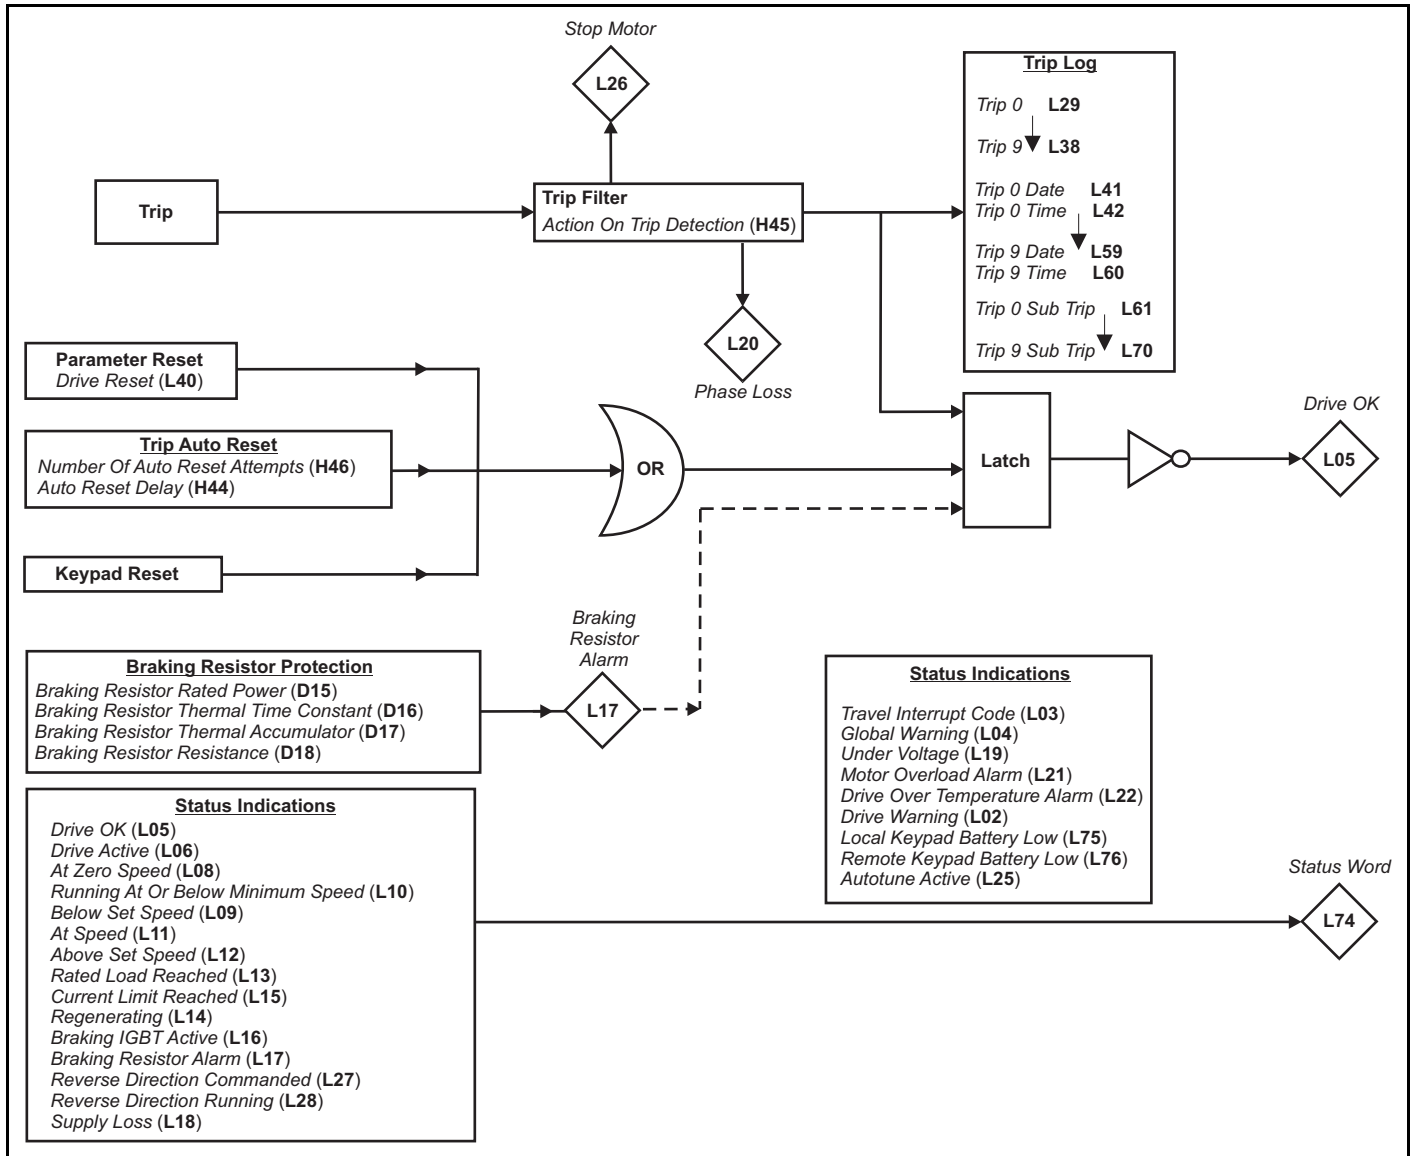 Stop Motor
L26
Trip
Trip Filter
Action On Trip Detection (H45)
L20
Phase Loss
Trip Log
Trip 0 L29
Trip 9 L38
Trip 0 Date L41
Trip 0 Time L42
Trip 9 Date L59
Trip 9 Time L60
Trip 0 Sub Trip L61
Trip 9 Sub Trip L70
Parameter Reset
Drive Reset (L40)
Trip Auto Reset
Number Of Auto Reset Attempts (H46)
Auto Reset Delay (H44)
Keypad Reset
OR
Latch
Drive OK
L05
Braking Resistor Protection
Braking Resistor Rated Power (D15)
Braking Resistor Thermal Time Constant (D16)
Braking Resistor Thermal Accumulator (D17)
Braking Resistor Resistance (D18)
Braking
Resistor
Alarm
L17
Status Indications
Travel Interrupt Code (L03)
Global Warning (L04)
Under Voltage (L19)
Motor Overload Alarm (L21)
Drive Over Temperature Alarm (L22)
Drive Warning (L02)
Local Keypad Battery Low (L75)
Remote Keypad Battery Low (L76)
Autotune Active (L25)
Status Indications
Drive OK (L05)
Drive Active (L06)
At Zero Speed (L08)
Running At Or Below Minimum Speed (L10)
Below Set Speed (L09)
At Speed (L11)
Above Set Speed (L12)
Rated Load Reached (L13)
Current Limit Reached (L15)
Regenerating (L14)
Braking IGBT Active (L16)
Braking Resistor Alarm (L17)
Reverse Direction Commanded (L27)
Reverse Direction Running (L28)
Supply Loss (L18)
Status Word
L74